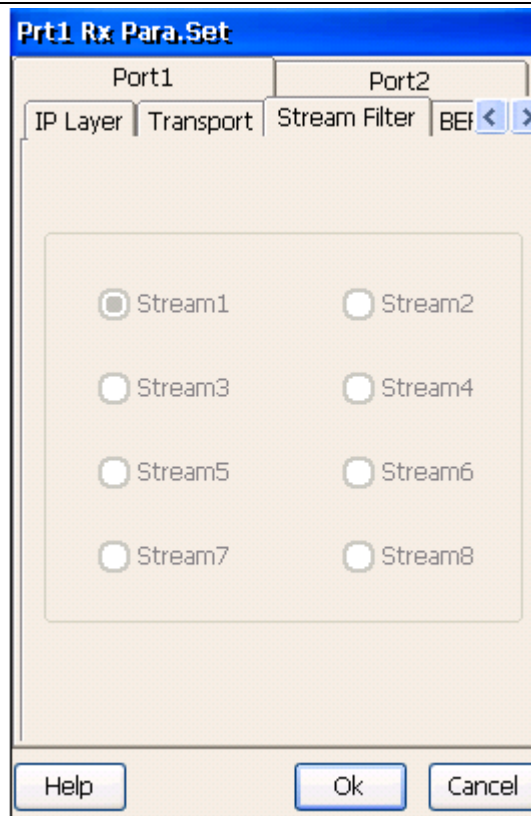 Prt1 Rx Para.Set
Port1 Port2
IP Layer Transport Stream Filter
Stream1 Stream2
Stream3 Stream4
Stream5 Stream6
Stream7 Stream8
Help Ok Cancel